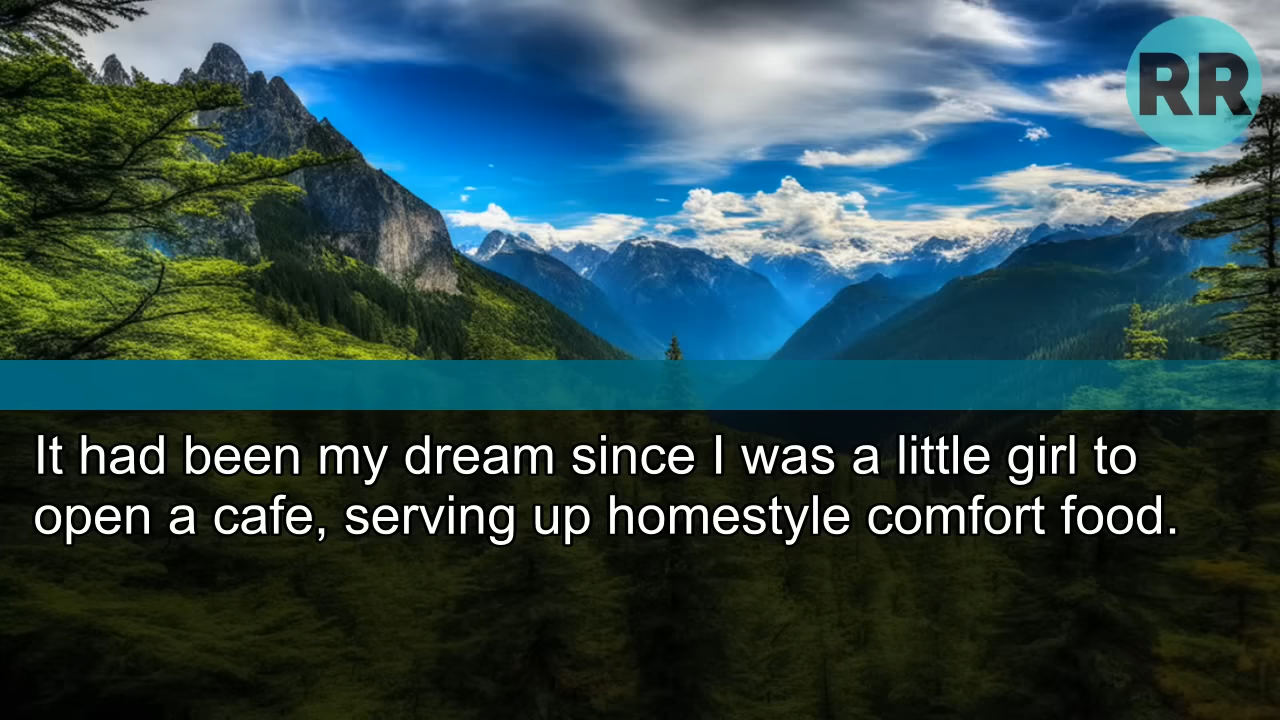 RR
It had been my dream since I was a little girl to
open a cafe, serving up homestyle comfort food.